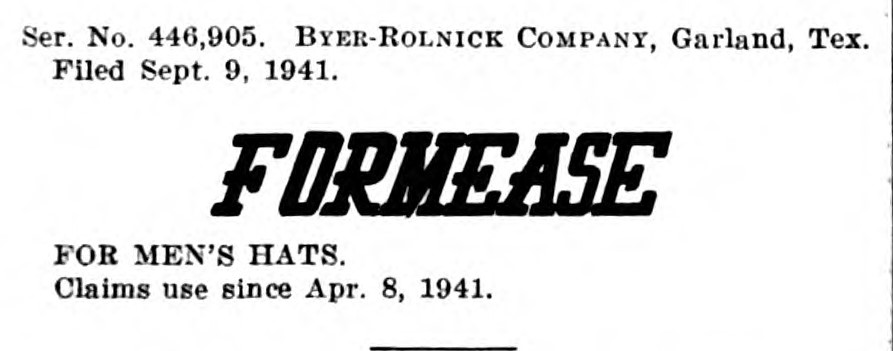 Ser. No. 446,905. BYER-ROLNICK COMPANY, Garland, Tex.
Filed Sept. 9, 1941.
FORMEASE
FOR MEN'S HATS.
Claims use since Apr. 8, 1941.